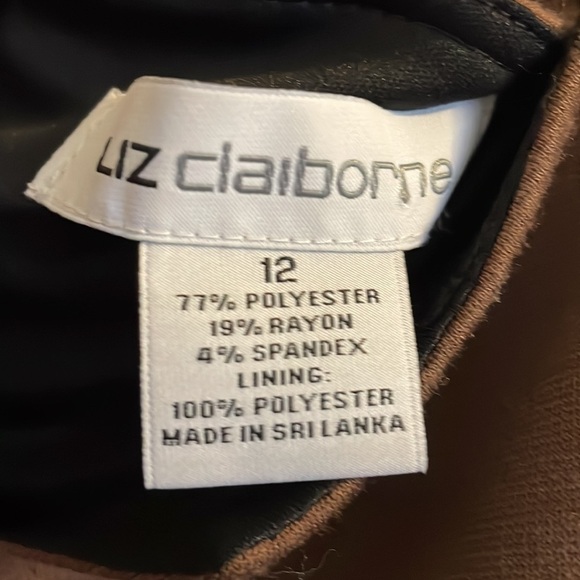 LIZ claiborne
12
77% POLYESTER
19% RAYON
4% SPANDEX
LINING:
100% POLYESTER
MADE IN SRI LANKA